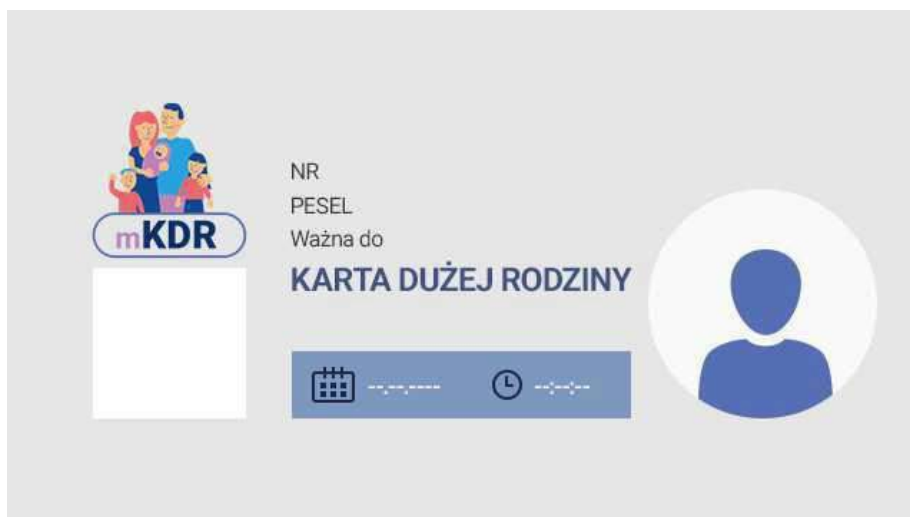 mKDR
NR
PESEL
Ważna do
KARTA DUŻEJ RODZINY
--.--.---- --:--:--